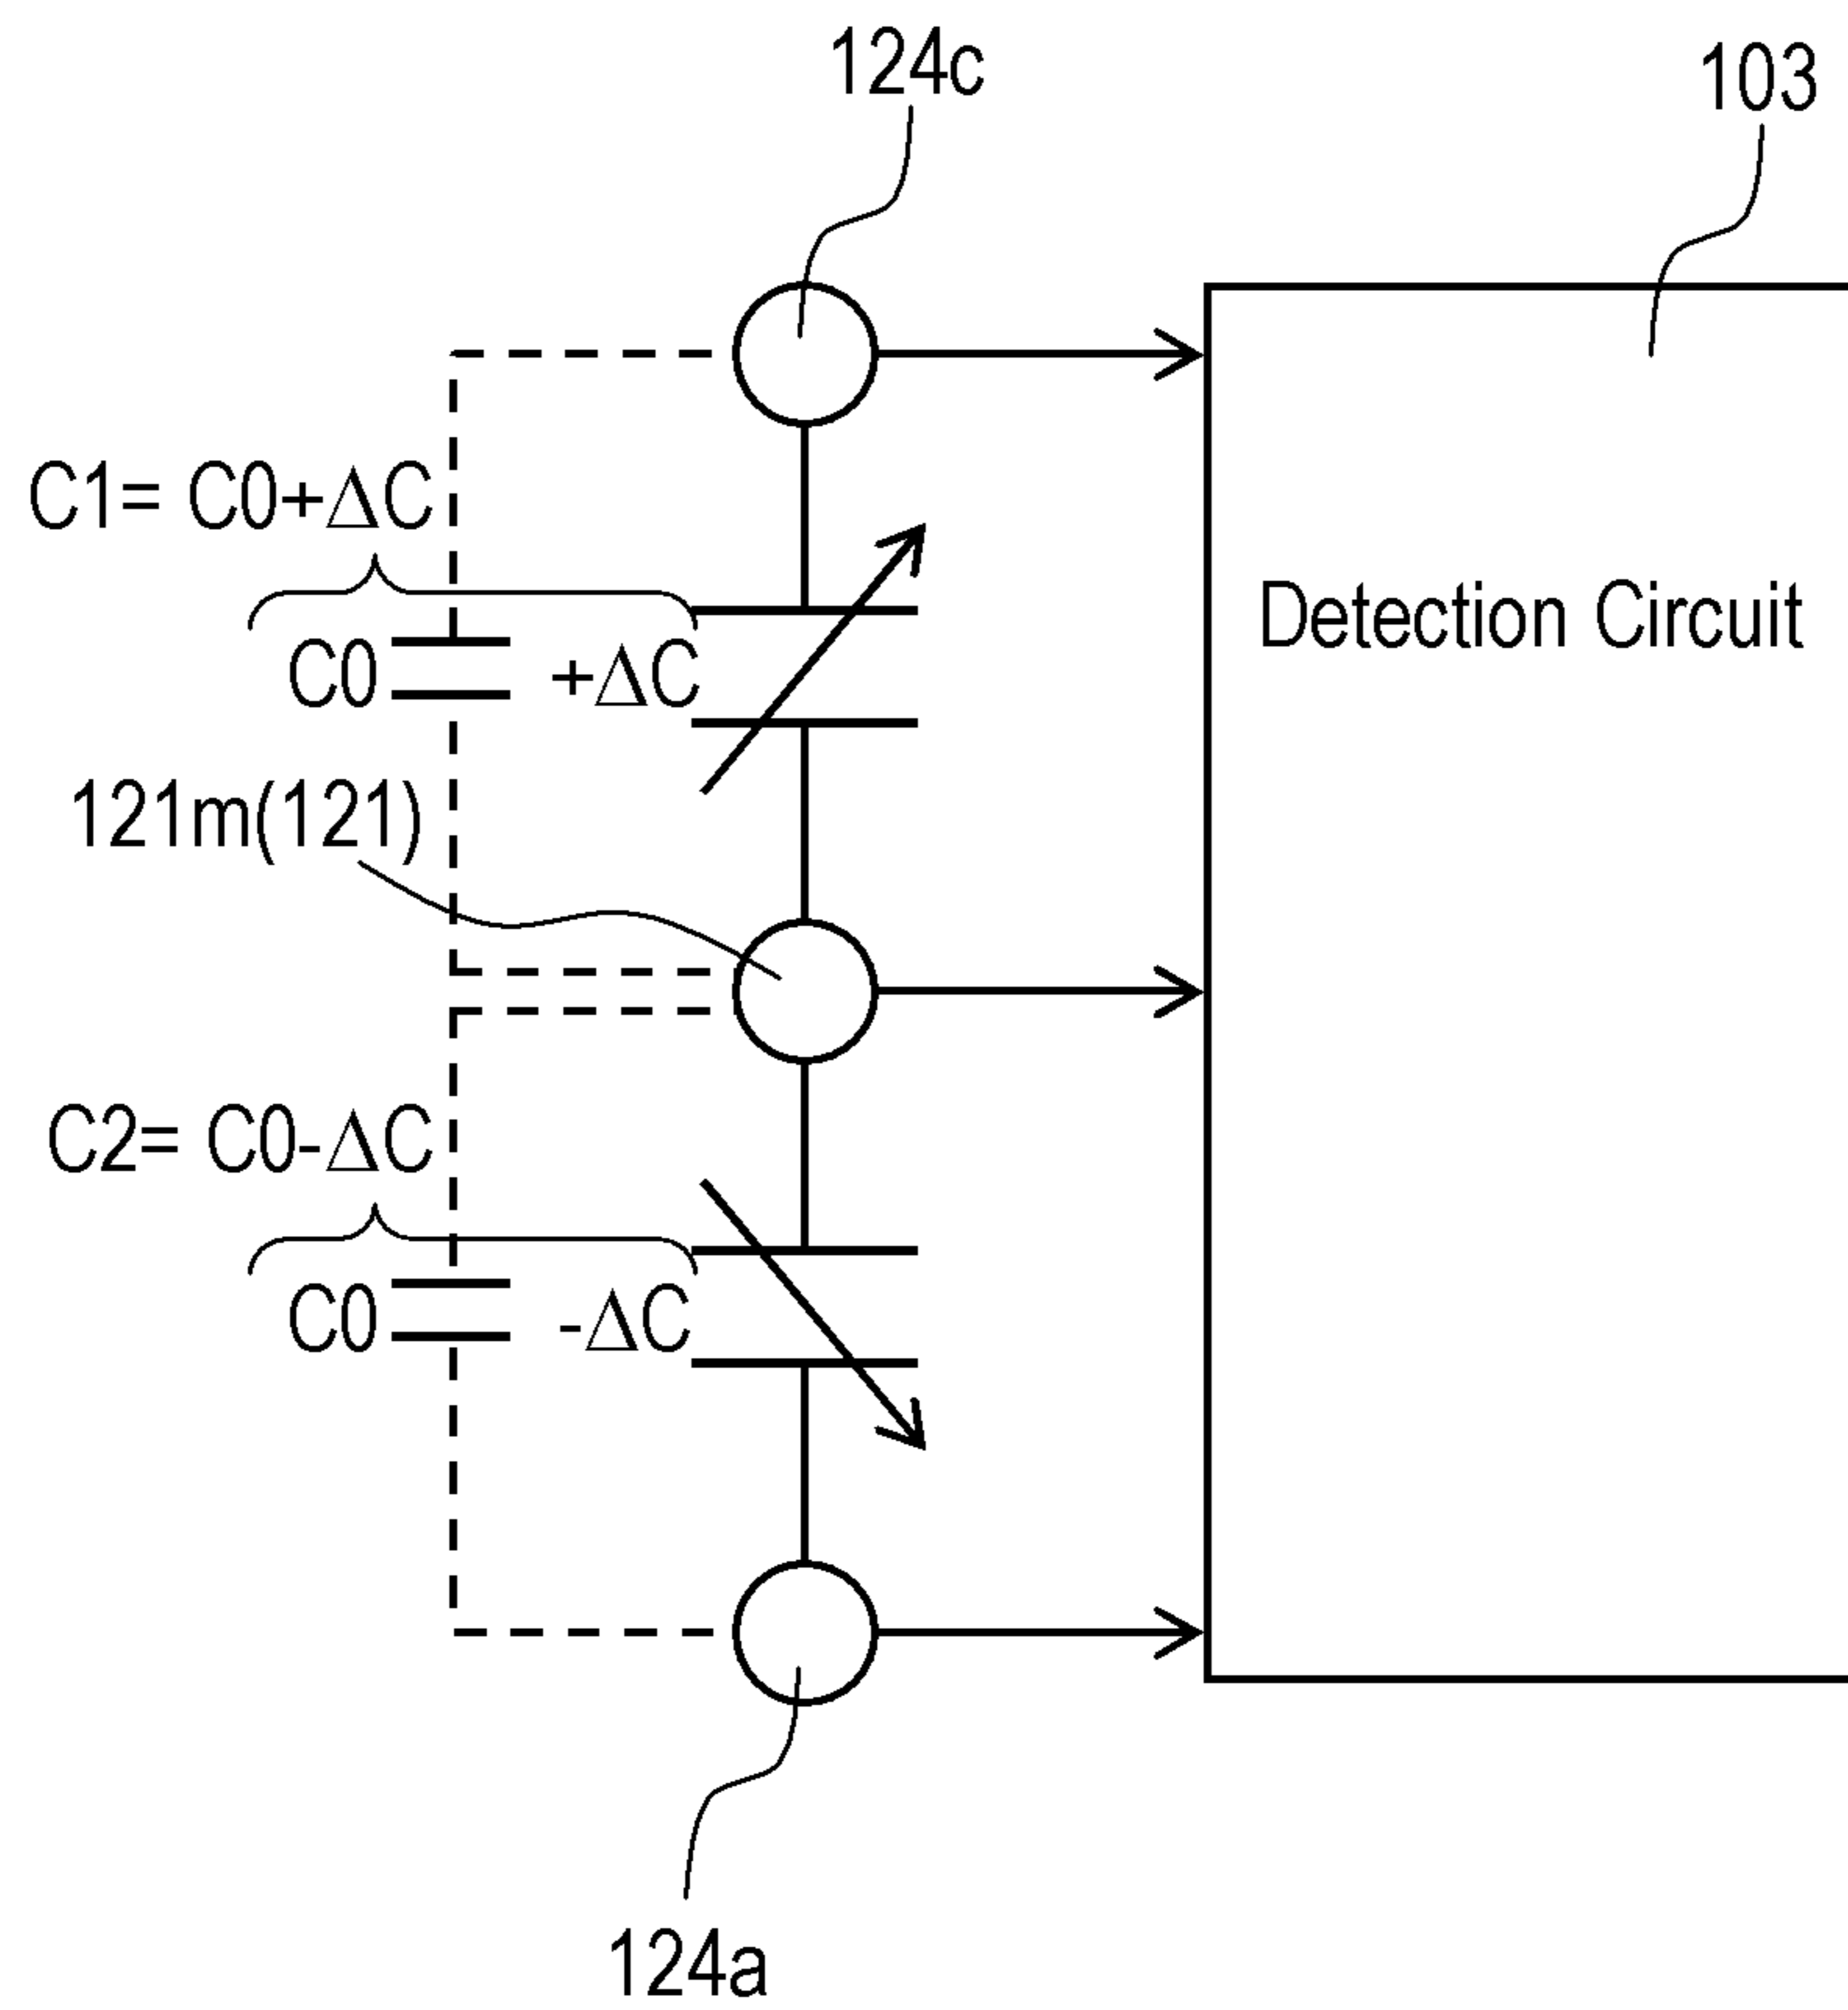 124c
103
C1= C0+ΔC
Detection Circuit
C0
+ΔC
121m(121)
C2= C0-ΔC
C0
-ΔC
124a